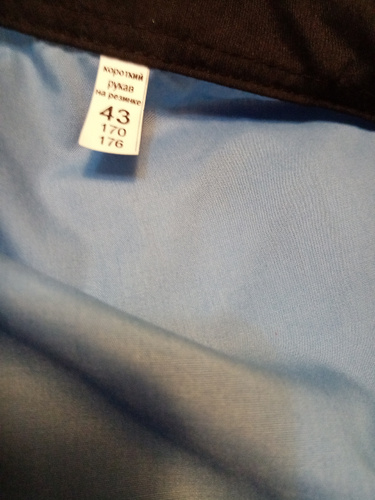 короткий
рукав
на резинке
43
170
176